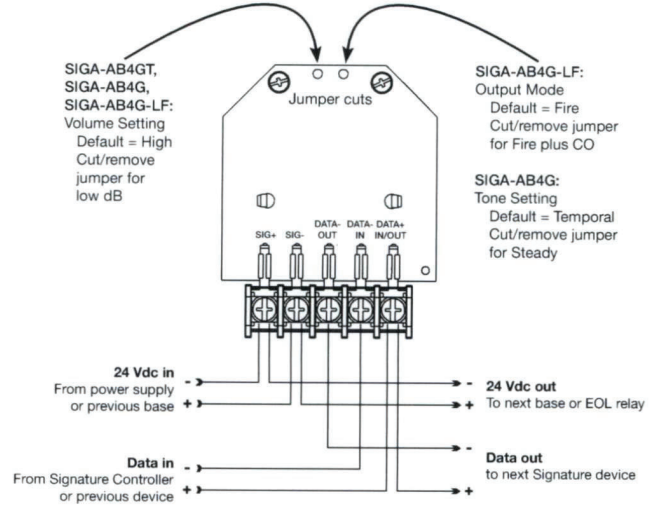 SIGA-AB4GT,
SIGA-AB4G,
SIGA-AB4G-LF:
Volume Setting
Default = High
Cut/remove
jumper for
low dB
Jumper cuts
SIGA-AB4G-LF:
Output Mode
Default = Fire
Cut/remove jumper
for Fire plus CO
SIGA-AB4G:
Tone Setting
Default = Temporal
Cut/remove jumper
for Steady
SIG+ SIG- DATA- OUT DATA- IN DATA+ IN/OUT
24 Vdc in
From power supply -
or previous base +
- 24 Vdc out
+ To next base or EOL relay
Data in -
From Signature Controller
or previous device +
- Data out
to next Signature device
+